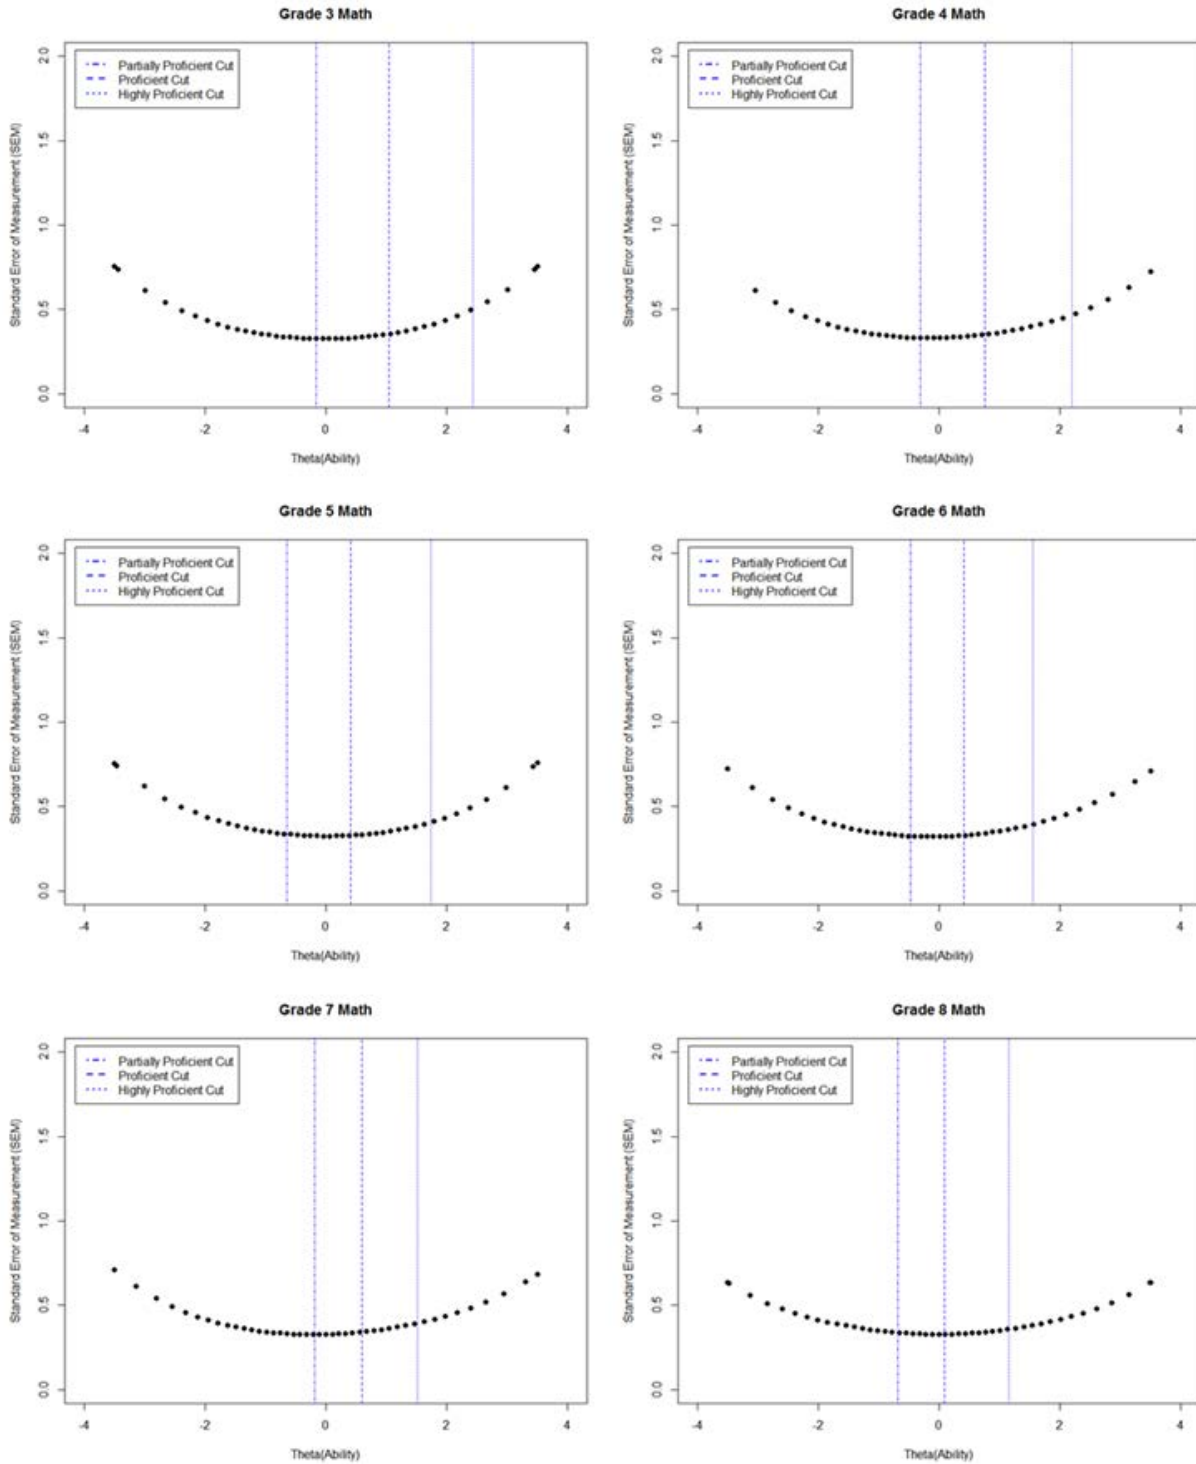 Grade 3 Math
Partially Proficient Cut
Proficient Cut
Highly Proficient Cut
Standard Error of Measurement (SEM)
0.0 0.5 1.0 1.5 2.0
-4 -2 0 2 4
Theta(Ability)
Grade 4 Math
Partially Proficient Cut
Proficient Cut
Highly Proficient Cut
Standard Error of Measurement (SEM)
0.0 0.5 1.0 1.5 2.0
-4 -2 0 2 4
Theta(Ability)
Grade 5 Math
Partially Proficient Cut
Proficient Cut
Highly Proficient Cut
Standard Error of Measurement (SEM)
0.0 0.5 1.0 1.5 2.0
-4 -2 0 2 4
Theta(Ability)
Grade 6 Math
Partially Proficient Cut
Proficient Cut
Highly Proficient Cut
Standard Error of Measurement (SEM)
0.0 0.5 1.0 1.5 2.0
-4 -2 0 2 4
Theta(Ability)
Grade 7 Math
Partially Proficient Cut
Proficient Cut
Highly Proficient Cut
Standard Error of Measurement (SEM)
0.0 0.5 1.0 1.5 2.0
-4 -2 0 2 4
Theta(Ability)
Grade 8 Math
Partially Proficient Cut
Proficient Cut
Highly Proficient Cut
Standard Error of Measurement (SEM)
0.0 0.5 1.0 1.5 2.0
-4 -2 0 2 4
Theta(Ability)